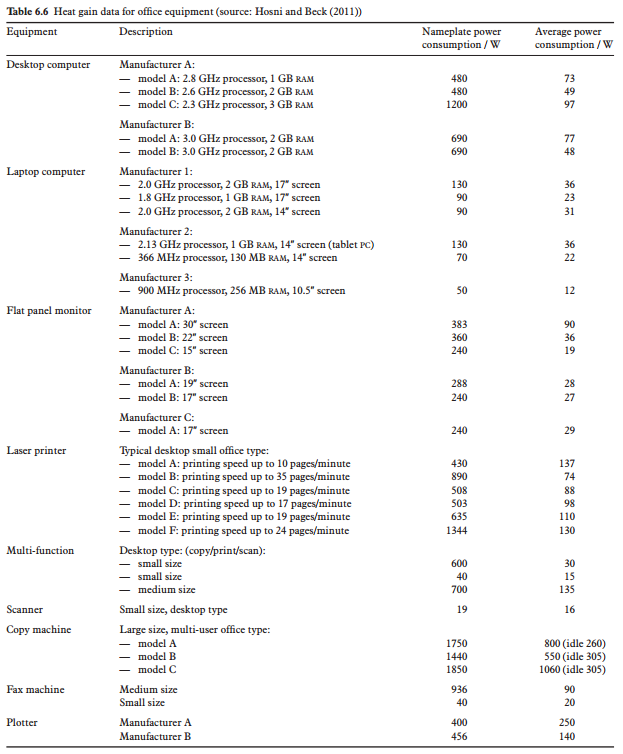 Table 6.6 Heat gain data for office equipment (source: Hosni and Beck (2011))
Equipment Description Nameplate power consumption / W Average power consumption / W
Desktop computer Manufacturer A:
— model A: 2.8 GHz processor, 1 GB RAM 480 73
— model B: 2.6 GHz processor, 2 GB RAM 480 49
— model C: 2.3 GHz processor, 3 GB RAM 1200 97
Manufacturer B:
— model A: 3.0 GHz processor, 2 GB RAM 690 77
— model B: 3.0 GHz processor, 2 GB RAM 690 48
Laptop computer Manufacturer 1:
— 2.0 GHz processor, 2 GB RAM, 17″ screen 130 36
— 1.8 GHz processor, 1 GB RAM, 17″ screen 90 23
— 2.0 GHz processor, 2 GB RAM, 14″ screen 90 31
Manufacturer 2:
— 2.13 GHz processor, 1 GB RAM, 14″ screen (tablet PC) 130 36
— 366 MHz processor, 130 MB RAM, 14″ screen 70 22
Manufacturer 3:
— 900 MHz processor, 256 MB RAM, 10.5″ screen 50 12
Flat panel monitor Manufacturer A:
— model A: 30″ screen 383 90
— model B: 22″ screen 360 36
— model C: 15″ screen 240 19
Manufacturer B:
— model A: 19″ screen 288 28
— model B: 17″ screen 240 27
Manufacturer C:
— model A: 17″ screen 240 29
Laser printer Typical desktop small office type:
— model A: printing speed up to 10 pages/minute 430 137
— model B: printing speed up to 35 pages/minute 890 74
— model C: printing speed up to 19 pages/minute 508 88
— model D: printing speed up to 17 pages/minute 503 98
— model E: printing speed up to 19 pages/minute 635 110
— model F: printing speed up to 24 pages/minute 1344 130
Multi-function Desktop type: (copy/print/scan):
— small size 600 30
— small size 40 15
— medium size 700 135
Scanner Small size, desktop type 19 16
Copy machine Large size, multi-user office type:
— model A 1750 800 (idle 260)
— model B 1440 550 (idle 305)
— model C 1850 1060 (idle 305)
Fax machine Medium size 936 90
Small size 40 20
Plotter Manufacturer A 400 250
Manufacturer B 456 140